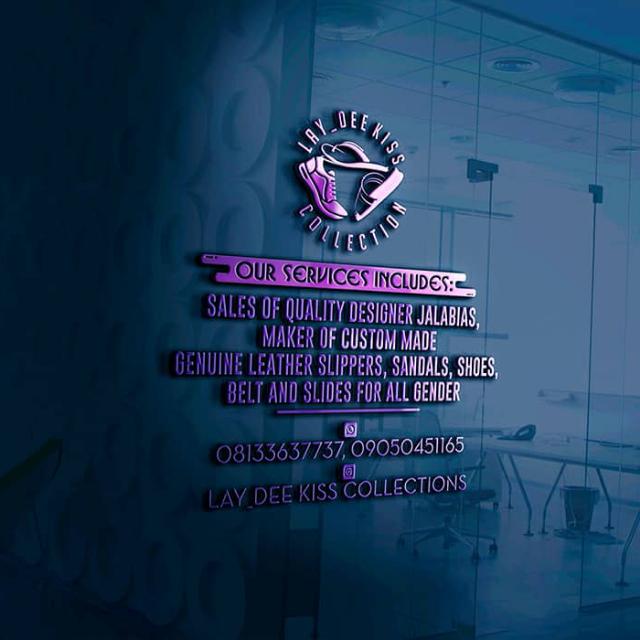 LAY_DEE KISS
COLLECTION
OUR SERVICES INCLUDES:
SALES OF QUALITY DESIGNER JALABIAS,
MAKER OF CUSTOM MADE
GENUINE LEATHER SLIPPERS, SANDALS, SHOES,
BELT AND SLIDES FOR ALL GENDER
08133637737, 09050451165
LAY_DEE KISS COLLECTIONS